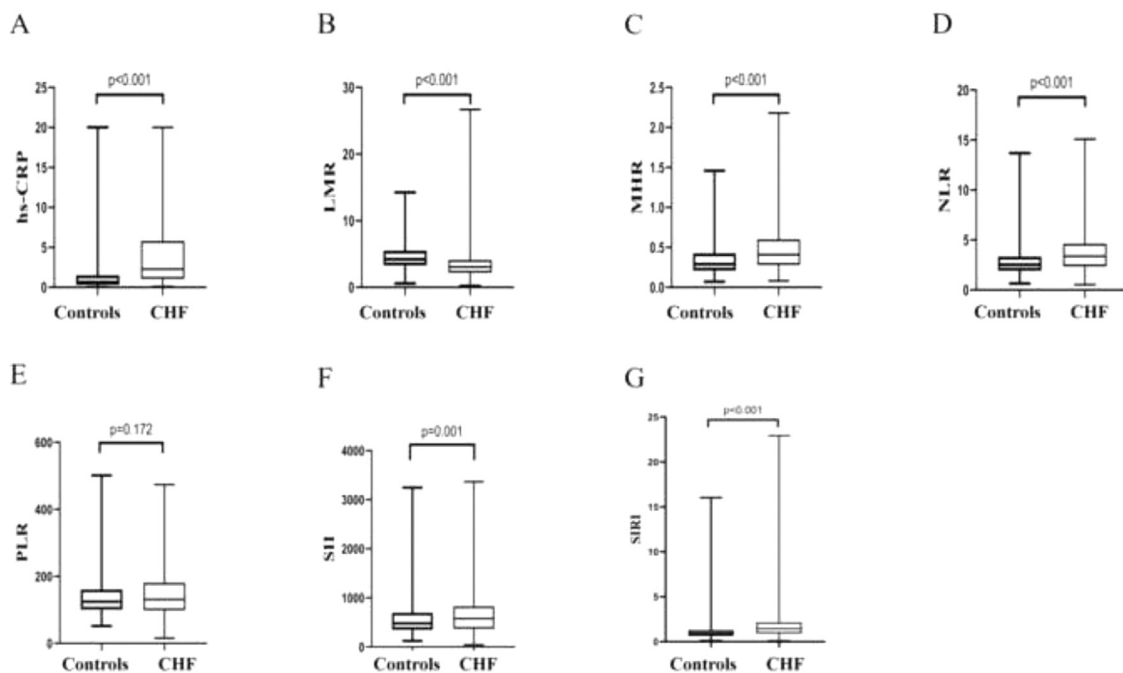 A
B
C
D
p<0.001
p<0.001
p<0.001
p<0.001
25
20
15
10
5
0
hs-CRP
Controls CHF
30
20
10
0
LMR
Controls CHF
2.5
2.0
1.5
1.0
0.5
0.0
MHR
Controls CHF
20
15
10
5
0
NLR
Controls CHF
E
F
G
p=0.172
p=0.001
p<0.001
600
400
200
0
PLR
Controls CHF
4000
3000
2000
1000
0
SII
Controls CHF
25
20
15
10
5
0
SIRI
Controls CHF